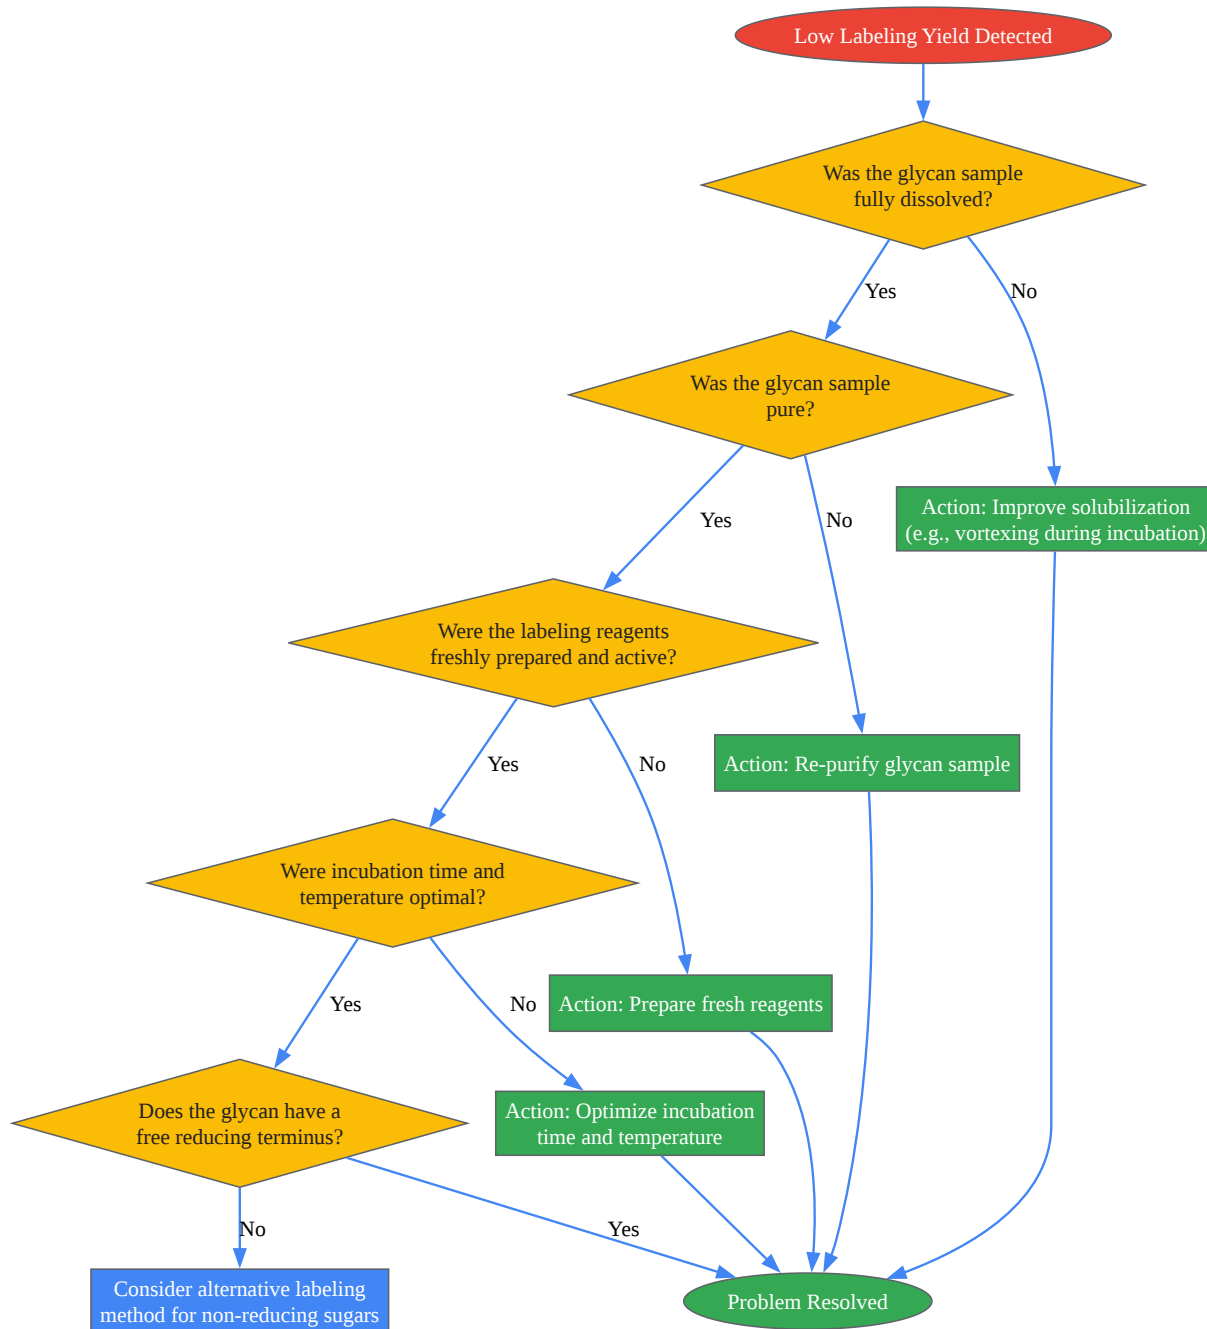 Low Labeling Yield Detected
Was the glycan sample
fully dissolved?
Yes
No
Was the glycan sample
pure?
Yes
No
Action: Improve solubilization
(e.g., vortexing during incubation)
Were the labeling reagents
freshly prepared and active?
Yes
No
Action: Re-purify glycan sample
Were incubation time and
temperature optimal?
Yes
No
Action: Prepare fresh reagents
Does the glycan have a
free reducing terminus?
Action: Optimize incubation
time and temperature
No
Yes
Consider alternative labeling
method for non-reducing sugars
Problem Resolved